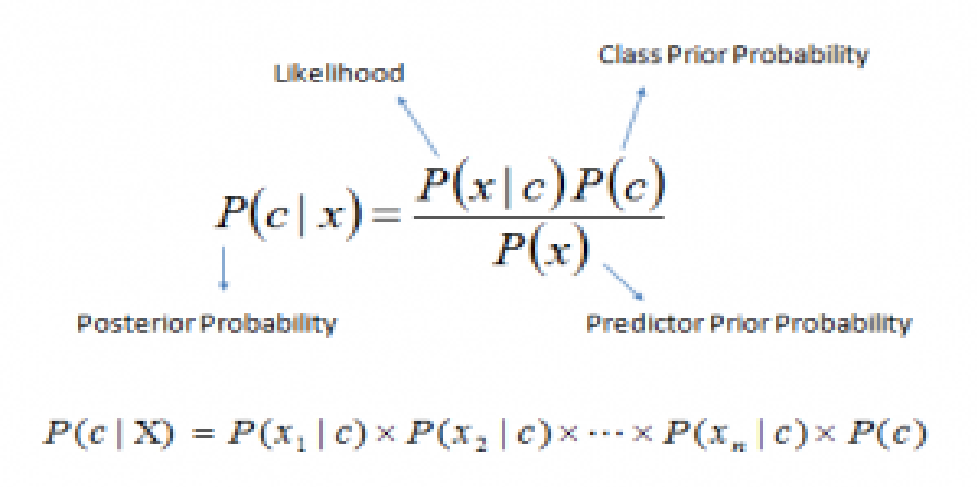 Likelihood
Class Prior Probability
P(c | x) = P(x | c)P(c) / P(x)
Posterior Probability
Predictor Prior Probability
P(c | X) = P(x₁ | c) × P(x₂ | c) × ⋯ × P(xₙ | c) × P(c)